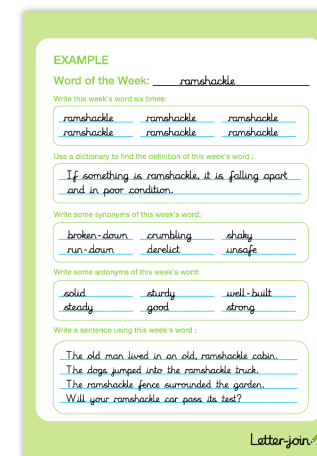 EXAMPLE
Word of the Week: ramshackle
Write this week's word six times:
ramshackle ramshackle ramshackle
ramshackle ramshackle ramshackle
Use a dictionary to find the definition of this week's word :
If something is ramshackle, it is falling apart
and in poor condition.
Write some synonyms of this week's word:
broken-down crumbling shaky
run-down derelict unsafe
Write some antonyms of this week's word:
solid sturdy well-built
steady good strong
Write a sentence using this week's word :
The old man lived in an old, ramshackle cabin.
The dogs jumped into the ramshackle truck.
The ramshackle fence surrounded the garden.
Will your ramshackle car pass its test?
Letter-join